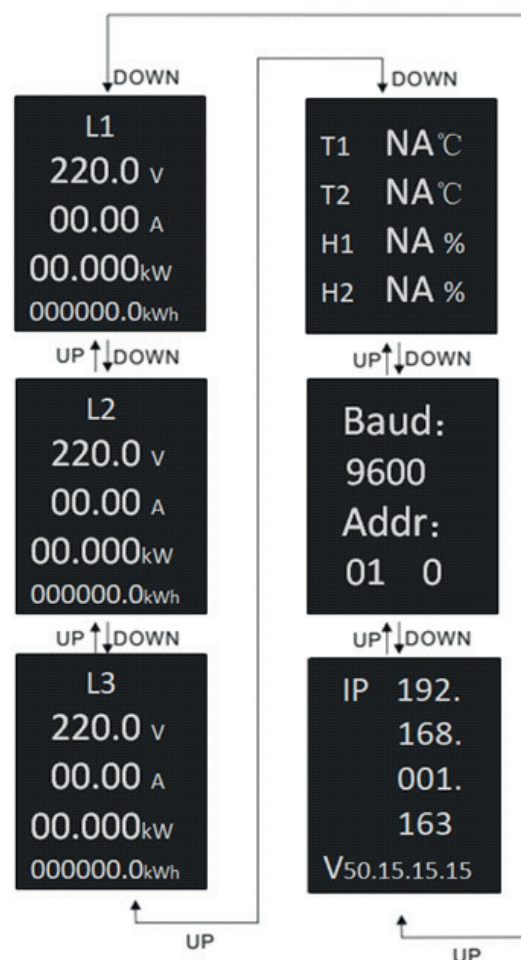 DOWN
L1
220.0 V
00.00 A
00.000kW
000000.0kWh
UP DOWN
L2
220.0 V
00.00 A
00.000kW
000000.0kWh
UP DOWN
L3
220.0 V
00.00 A
00.000kW
000000.0kWh
UP
DOWN
T1 NA℃
T2 NA℃
H1 NA %
H2 NA %
UP DOWN
Baud:
9600
Addr:
01 0
UP DOWN
IP 192.
168.
001.
163
V50.15.15.15
UP